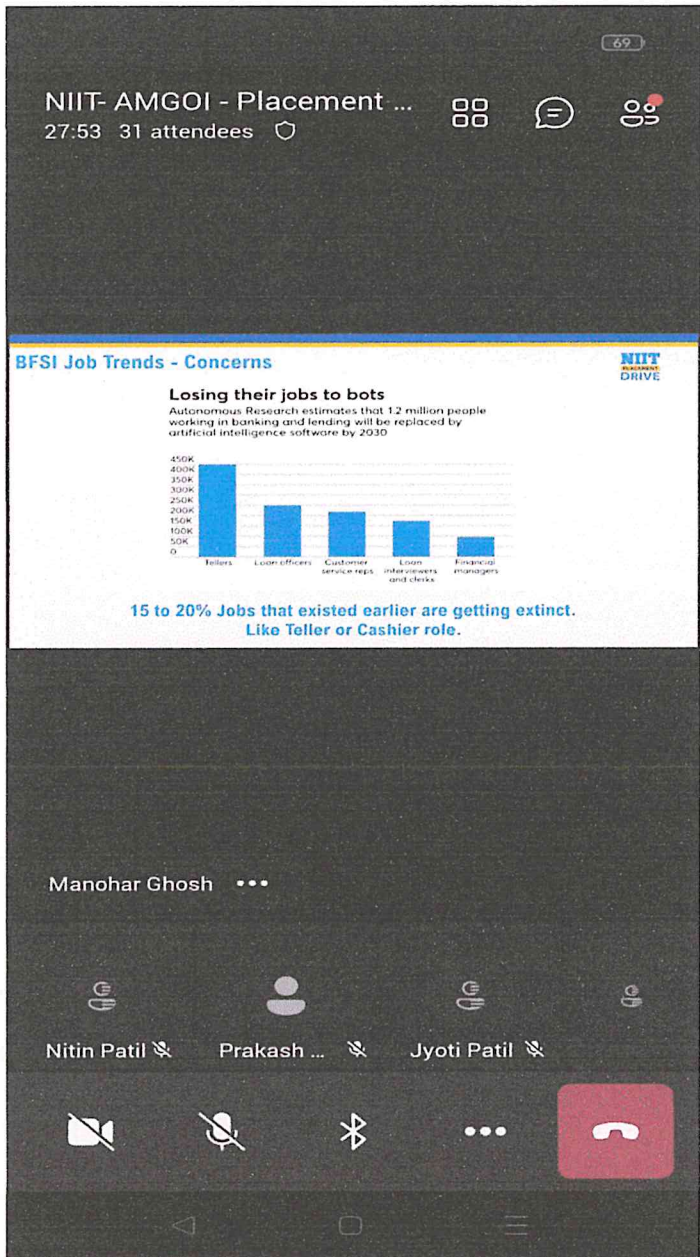 69
NIIT- AMGOI - Placement ...
27:53 31 attendees
BFSI Job Trends - Concerns
NIIT
PLACEMENT
DRIVE
Losing their jobs to bots
Autonomous Research estimates that 1.2 million people
working in banking and lending will be replaced by
artificial intelligence software by 2030
450K
400K
350K
300K
250K
200K
150K
100K
50K
0
Tellers Loan officers Customer service reps Loan interviewers and clerks Financial managers
15 to 20% Jobs that existed earlier are getting extinct.
Like Teller or Cashier role.
Manohar Ghosh ...
Nitin Patil Prakash ... Jyoti Patil